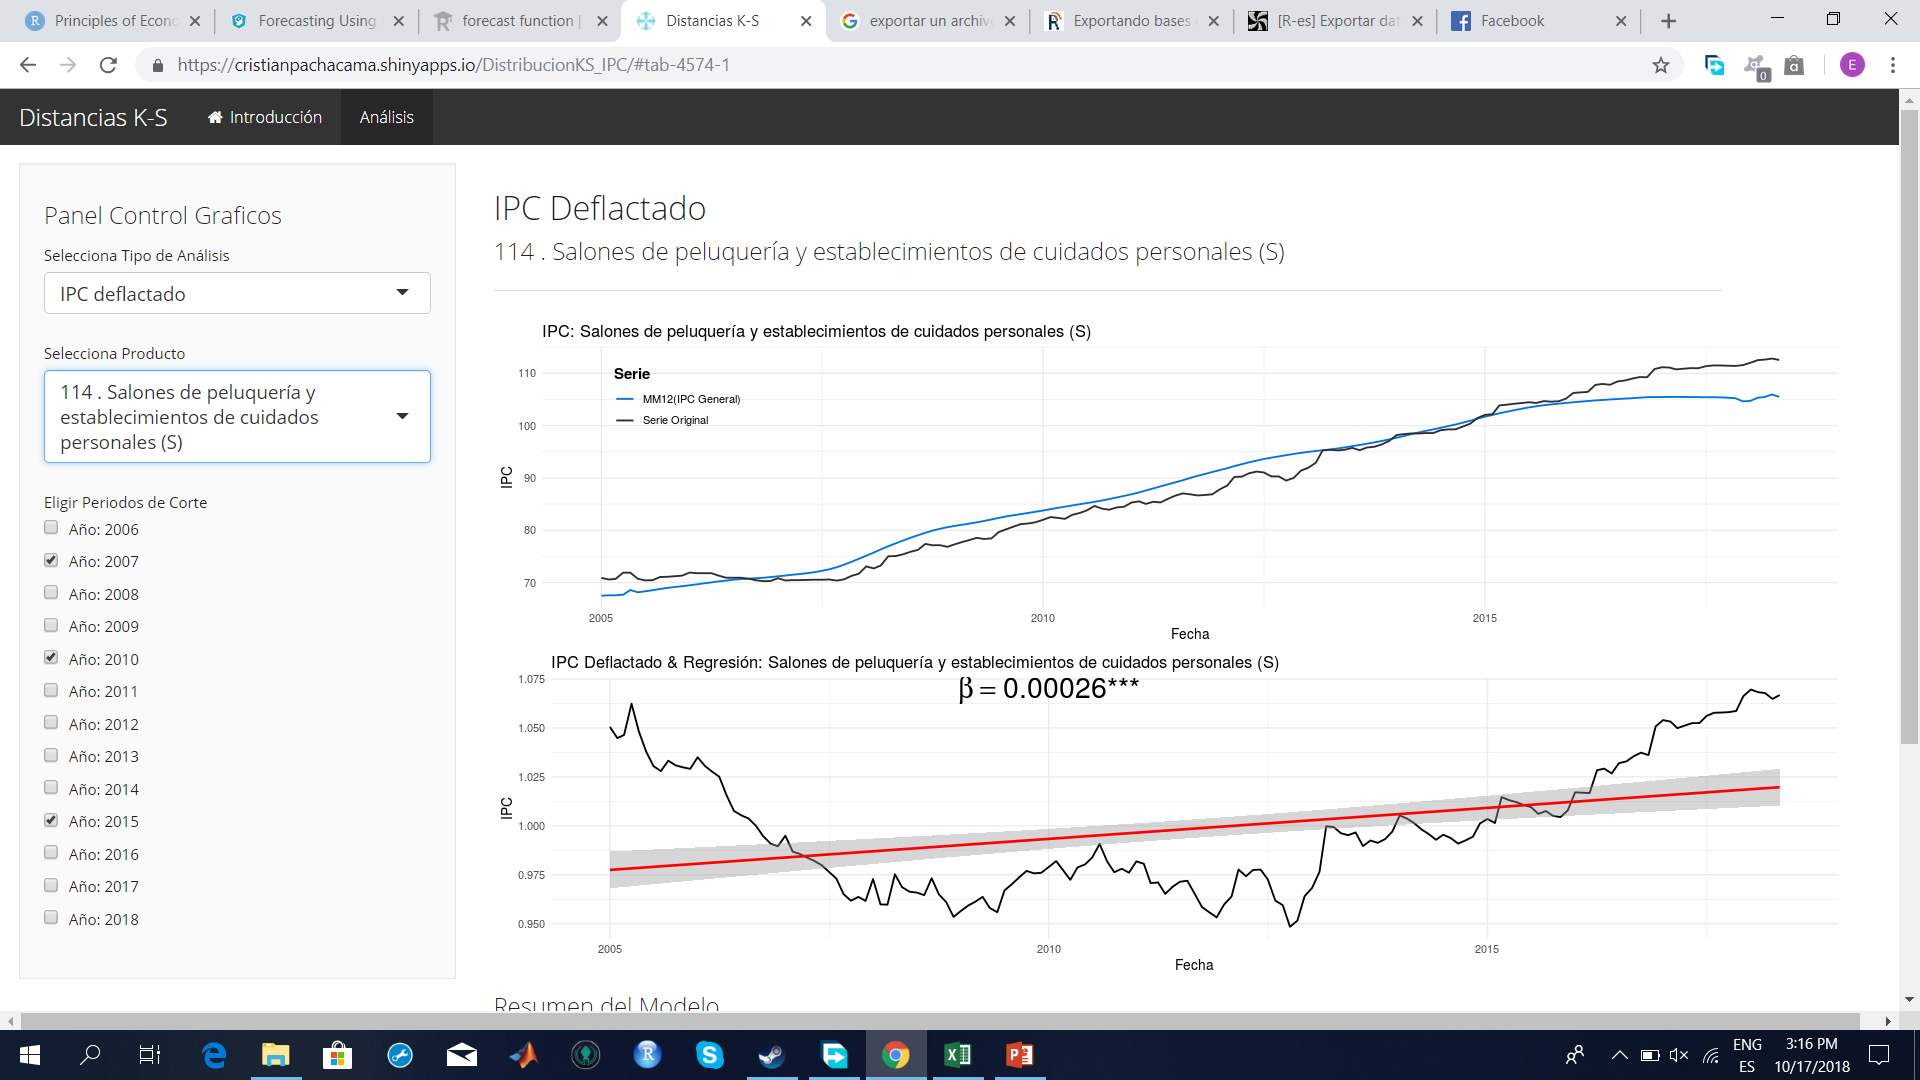 Principles of Econo
Forecasting Using
forecast function |
Distancias K-S
exportar un archivo
Exportando bases
[R-es] Exportar dat
Facebook
https://cristianpachacama.shinyapps.io/DistribucionKS_IPC/#tab-4574-1
0
a
E
Distancias K-S
Introducción
Análisis
Panel Control Graficos
Selecciona Tipo de Análisis
IPC deflactado
Selecciona Producto
114 . Salones de peluquería y
establecimientos de cuidados
personales (S)
Eligir Periodos de Corte
Año: 2006
Año: 2007
Año: 2008
Año: 2009
Año: 2010
Año: 2011
Año: 2012
Año: 2013
Año: 2014
Año: 2015
Año: 2016
Año: 2017
Año: 2018
IPC Deflactado
114 . Salones de peluquería y establecimientos de cuidados personales (S)
IPC: Salones de peluquería y establecimientos de cuidados personales (S)
Serie
MM12(IPC General)
Serie Original
IPC
110
100
90
80
70
2005
2010
2015
Fecha
IPC Deflactado & Regresión: Salones de peluquería y establecimientos de cuidados personales (S)
β = 0.00026***
IPC
1.075
1.050
1.025
1.000
0.975
0.950
2005
2010
2015
Fecha
Resumen del Modelo
ENG
ES
3:16 PM
10/17/2018